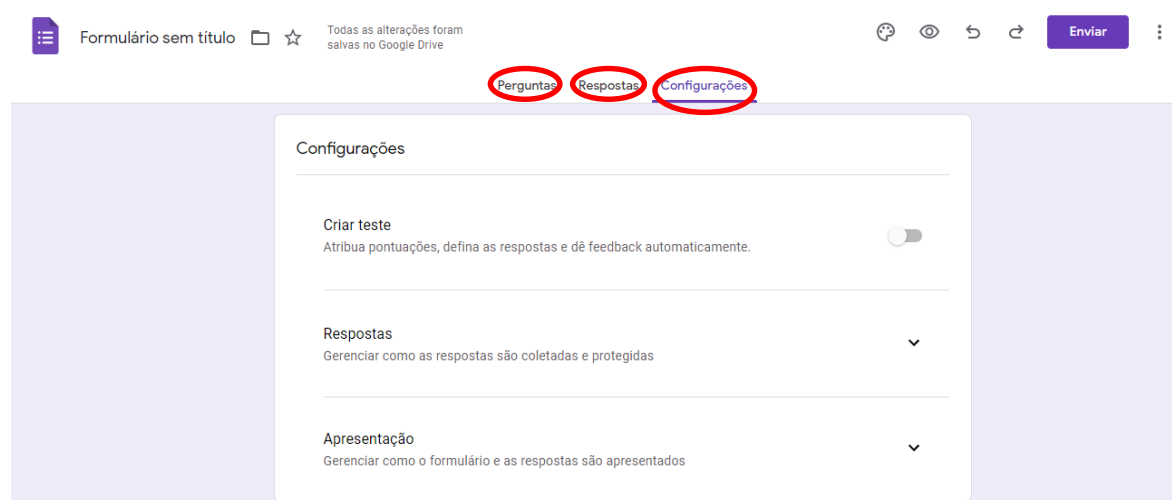 Formulário sem título
Todas as alterações foram
salvas no Google Drive
Enviar
Perguntas Respostas Configurações
Configurações
Criar teste
Atribua pontuações, defina as respostas e dê feedback automaticamente.
Respostas
Gerenciar como as respostas são coletadas e protegidas
Apresentação
Gerenciar como o formulário e as respostas são apresentados